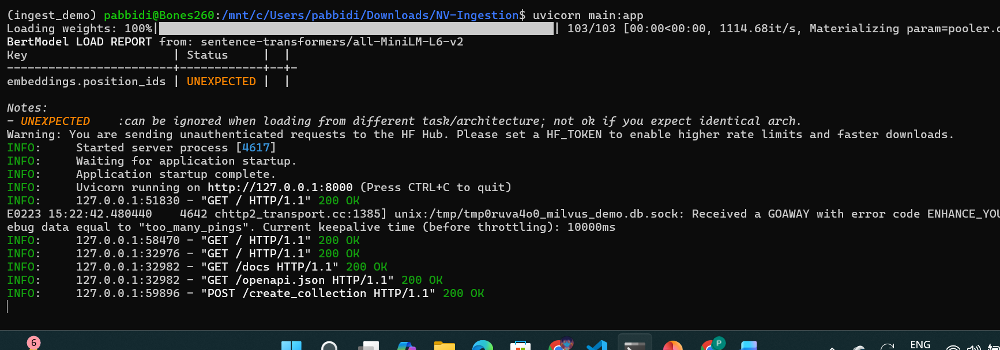 (ingest_demo) pabbidi@Bones260:/mnt/c/Users/pabbidi/Downloads/NV-Ingestion$ uvicorn main:app
Loading weights: 100%| | 103/103 [00:00<00:00, 1114.68it/s, Materializing param=pooler.d
BertModel LOAD REPORT from: sentence-transformers/all-MiniLM-L6-v2
Key | Status | |
------------------------+------------+--+-
embeddings.position_ids | UNEXPECTED | |
Notes:
- UNEXPECTED :can be ignored when loading from different task/architecture; not ok if you expect identical arch.
Warning: You are sending unauthenticated requests to the HF Hub. Please set a HF_TOKEN to enable higher rate limits and faster downloads.
INFO: Started server process [4617]
INFO: Waiting for application startup.
INFO: Application startup complete.
INFO: Uvicorn running on http://127.0.0.1:8000 (Press CTRL+C to quit)
INFO: 127.0.0.1:51830 - "GET / HTTP/1.1" 200 OK
E0223 15:22:42.480440 4642 chttp2_transport.cc:1385] unix:/tmp/tmp0ruva4o0_milvus_demo.db.sock: Received a GOAWAY with error code ENHANCE_YOU
ebug data equal to "too_many_pings". Current keepalive time (before throttling): 10000ms
INFO: 127.0.0.1:58470 - "GET / HTTP/1.1" 200 OK
INFO: 127.0.0.1:32976 - "GET / HTTP/1.1" 200 OK
INFO: 127.0.0.1:32982 - "GET /docs HTTP/1.1" 200 OK
INFO: 127.0.0.1:32982 - "GET /openapi.json HTTP/1.1" 200 OK
INFO: 127.0.0.1:59896 - "POST /create_collection HTTP/1.1" 200 OK
6
P
ENG